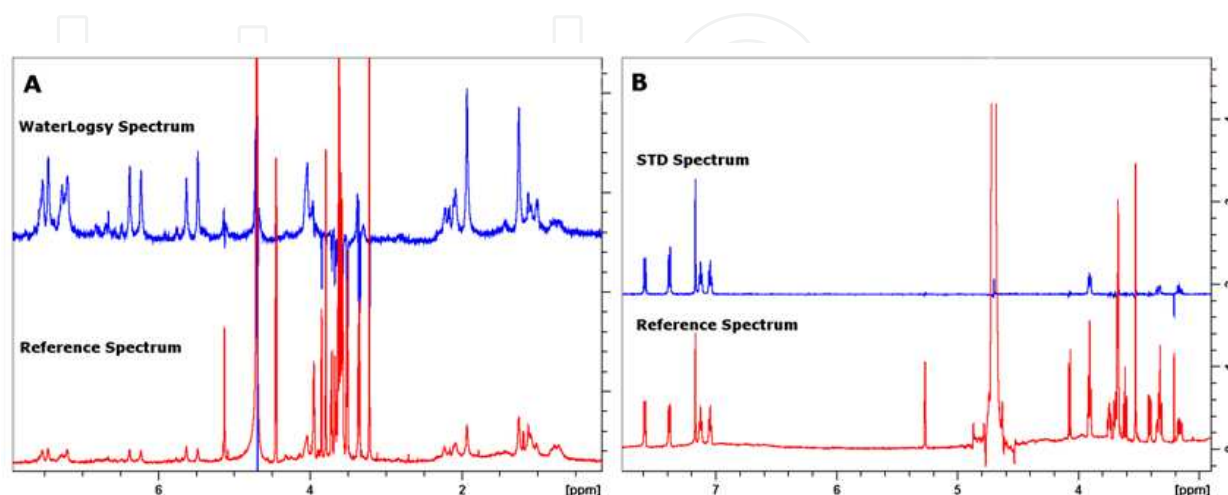 A
WaterLogsy Spectrum
Reference Spectrum
6
4
2
[ppm]
B
STD Spectrum
Reference Spectrum
7
6
5
4
[ppm]